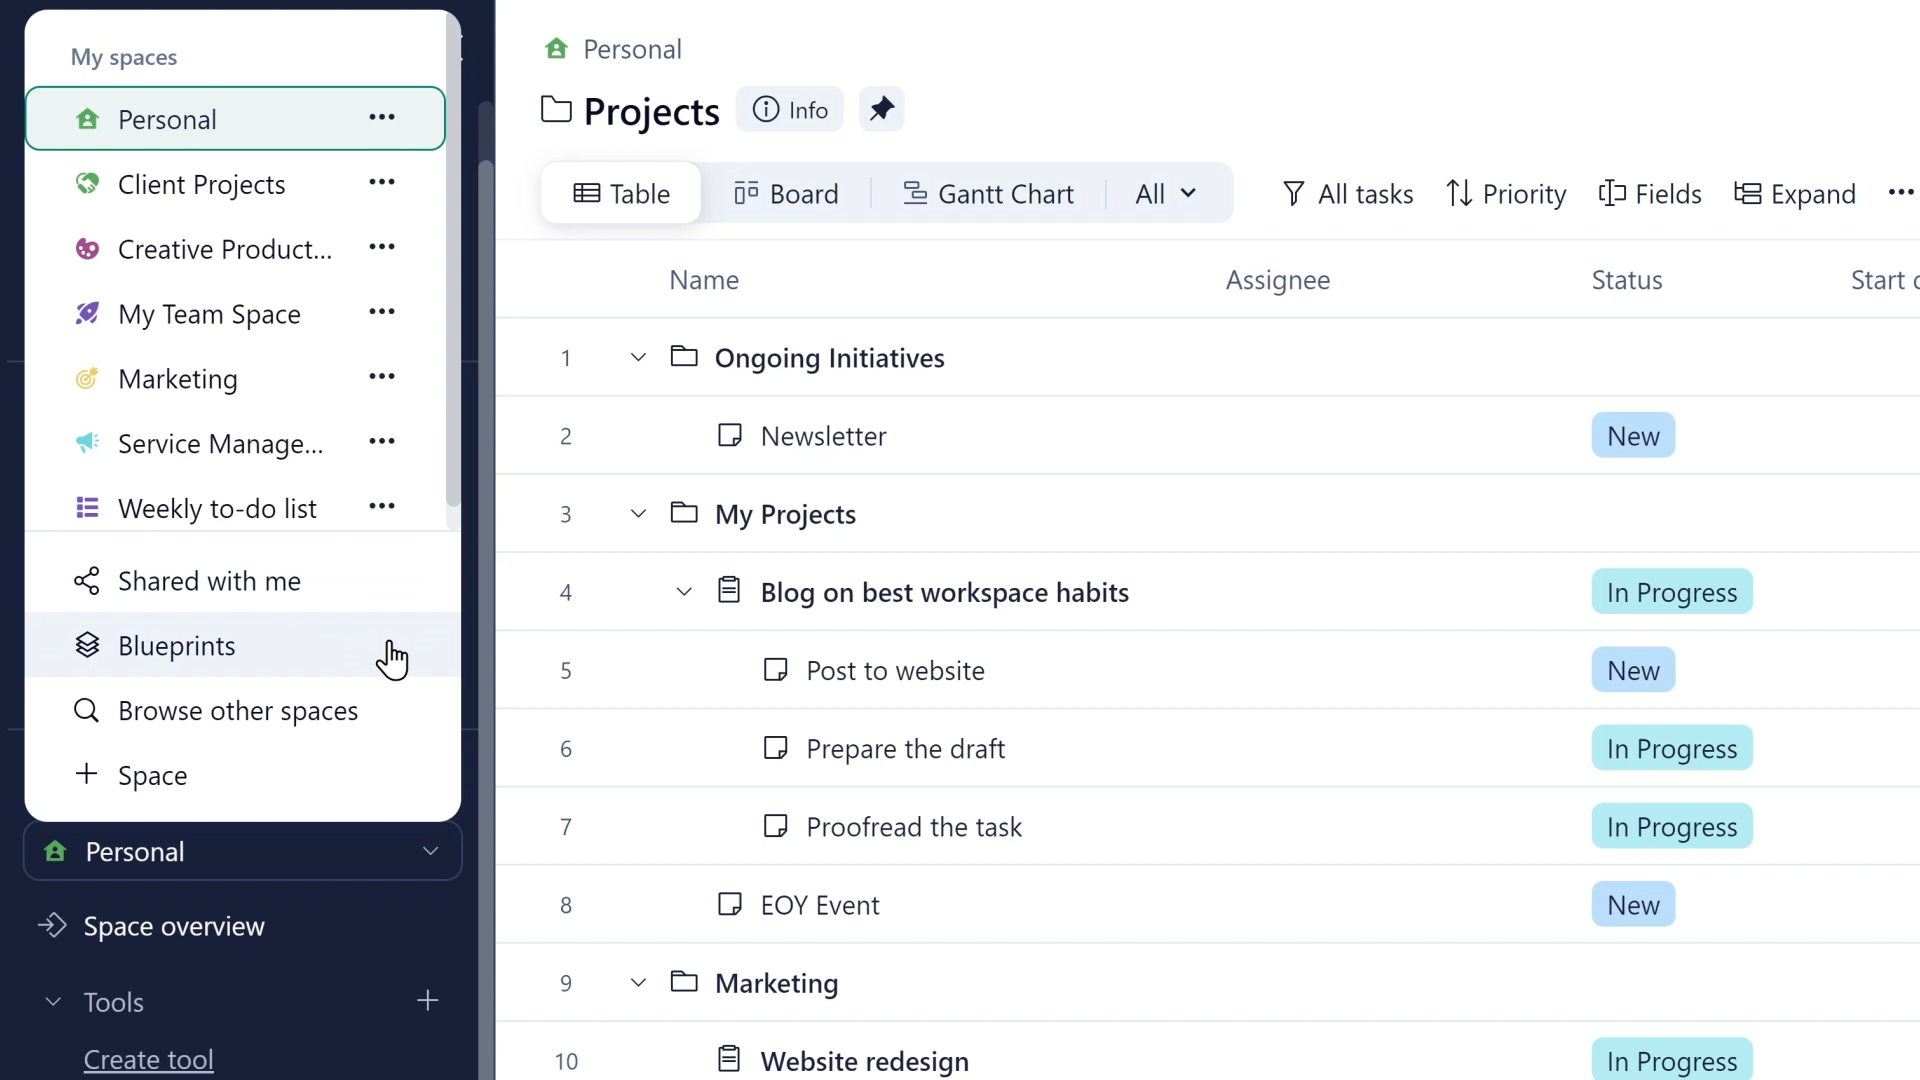 My spaces
Personal
Client Projects
Creative Product...
My Team Space
Marketing
Service Manage...
Weekly to-do list
Shared with me
Blueprints
Browse other spaces
Space
Personal
Space overview
Tools
Create tool
Personal
Projects Info
Table Board Gantt Chart All All tasks Priority Fields Expand
Name Assignee Status Start
1 Ongoing Initiatives
2 Newsletter New
3 My Projects
4 Blog on best workspace habits In Progress
5 Post to website New
6 Prepare the draft In Progress
7 Proofread the task In Progress
8 EOY Event New
9 Marketing
10 Website redesign In Progress